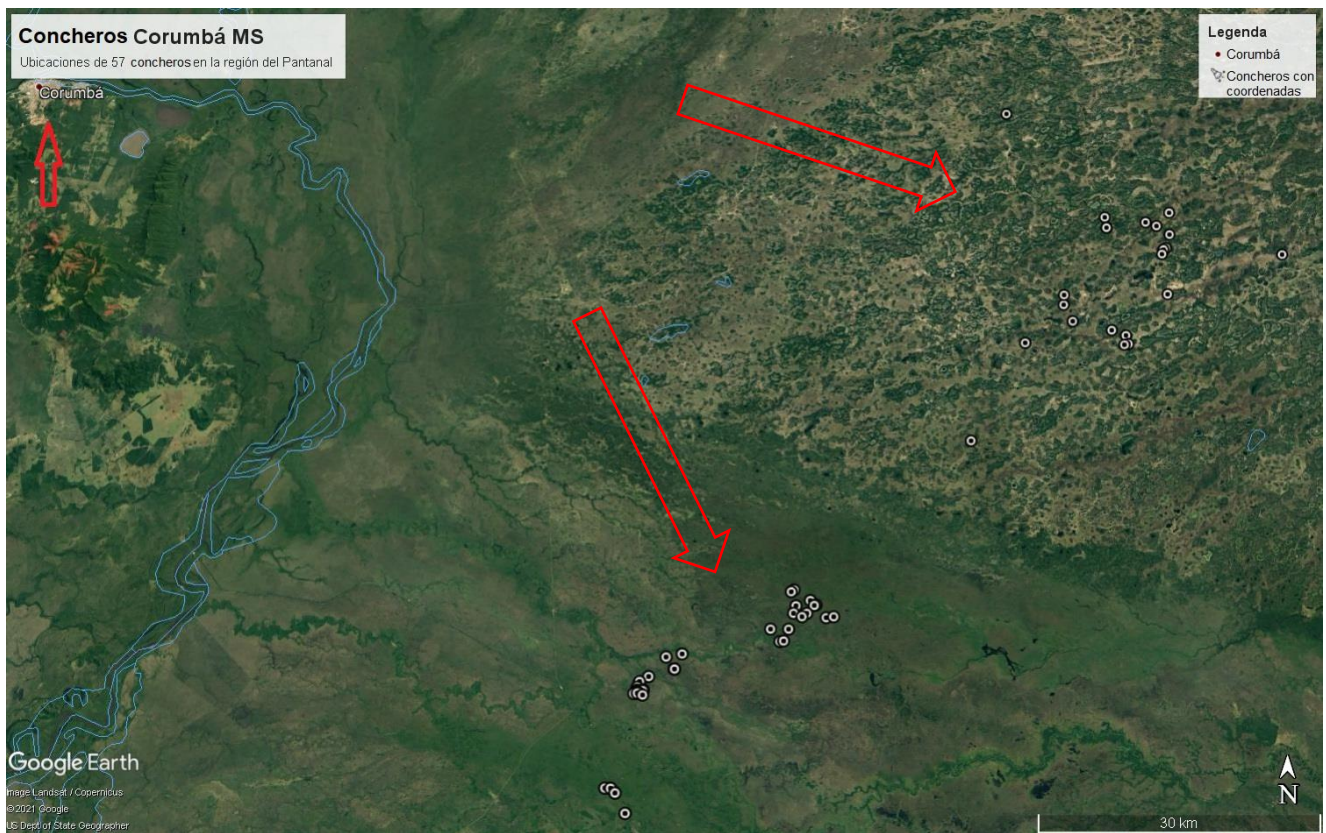 Concheros Corumbá MS
Ubicaciones de 57 concheros en la región del Pantanal
Legenda
Corumbá
Concheros con
coordenadas
Corumbá
Google Earth
Image Landsat / Copernicus
©2021 Google
US Dept of State Geographer
N
30 km